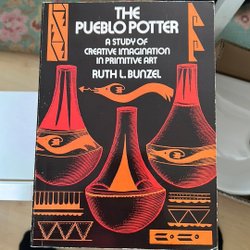 THE
PUEBLO POTTER
A STUDY OF
CREATIVE IMAGINATION
IN PRIMITIVE ART
RUTH L. BUNZEL